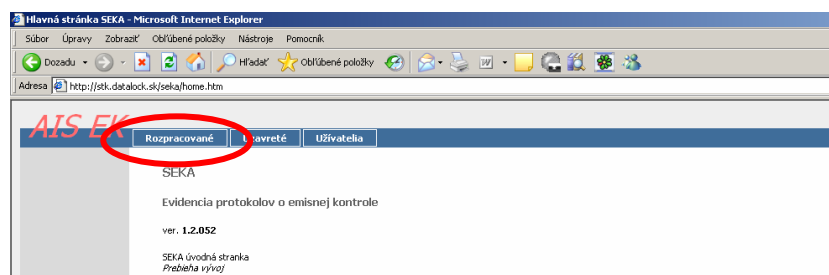 Hlavná stránka SEKA - Microsoft Internet Explorer
Súbor Úpravy Zobraziť Obľúbené položky Nástroje Pomocník
Dozadu Hľadať Obľúbené položky
Adresa http://stk.datalock.sk/seka/home.htm
AIS EK
Rozpracované Uzavreté Užívatelia
SEKA
Evidencia protokolov o emisnej kontrole
ver. 1.2.052
SEKA úvodná stranka
Prebieha vývoj